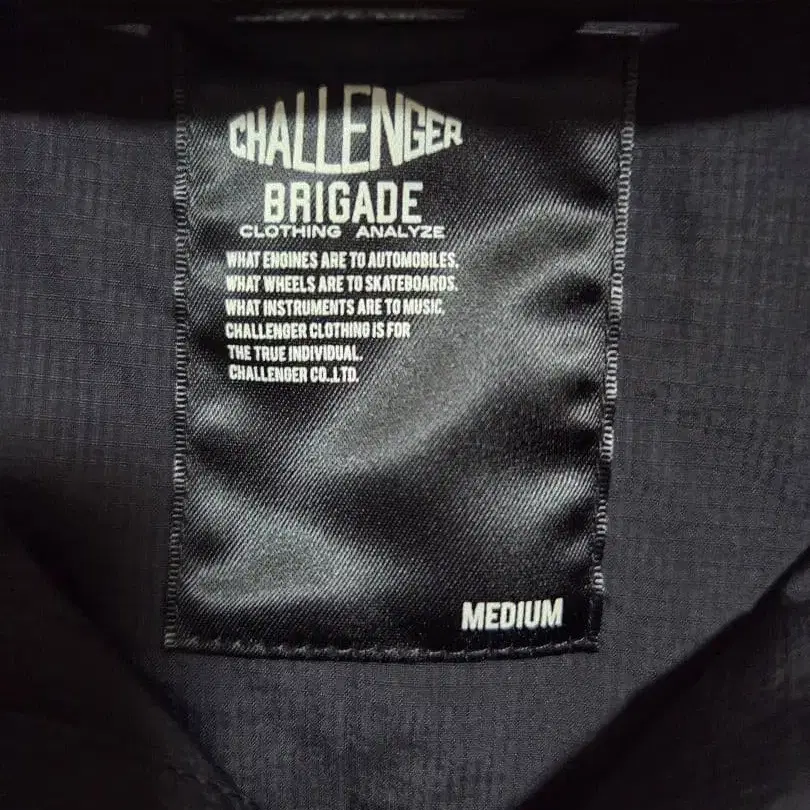 CHALLENGER
BRIGADE
CLOTHING ANALYZE
WHAT ENGINES ARE TO AUTOMOBILES.
WHAT WHEELS ARE TO SKATEBOARDS.
WHAT INSTRUMENTS ARE TO MUSIC.
CHALLENGER CLOTHING IS FOR
THE TRUE INDIVIDUAL.
CHALLENGER CO.,LTD.
MEDIUM